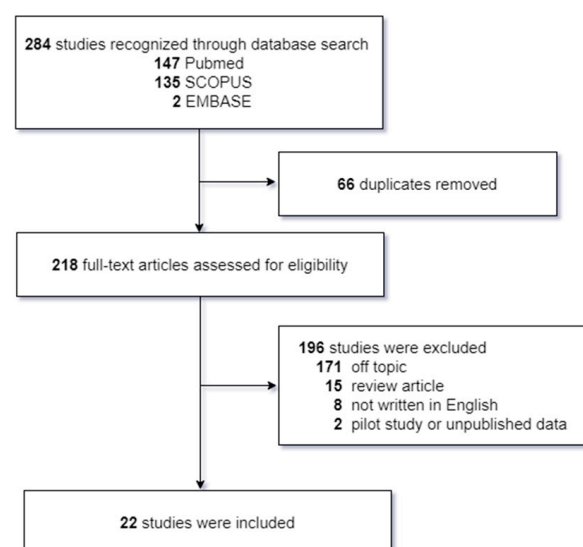 284 studies recognized through database search
147 Pubmed
135 SCOPUS
2 EMBASE
66 duplicates removed
218 full-text articles assessed for eligibility
196 studies were excluded
171 off topic
15 review article
8 not written in English
2 pilot study or unpublished data
22 studies were included